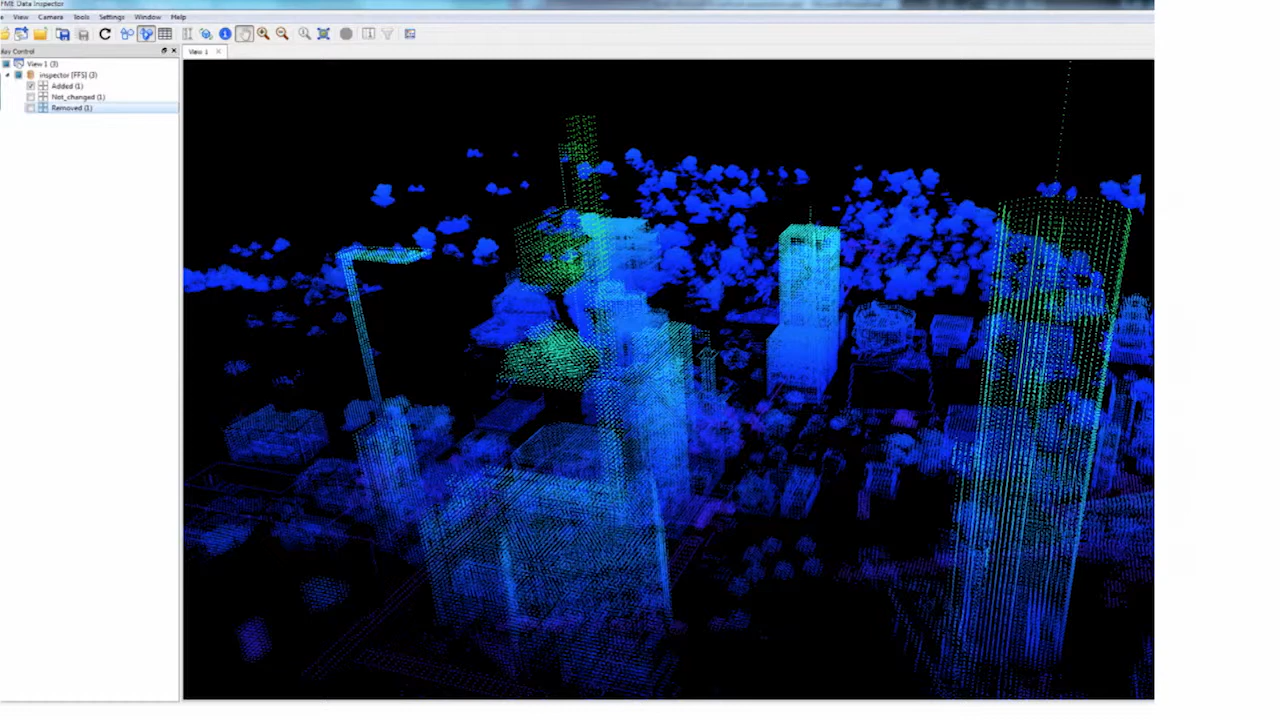 FME Data Inspector
View Camera Tools Settings Window Help
View 1
View 1 (3)
inspector [FFS] (3)
Added (1)
Not_changed (1)
Removed (1)